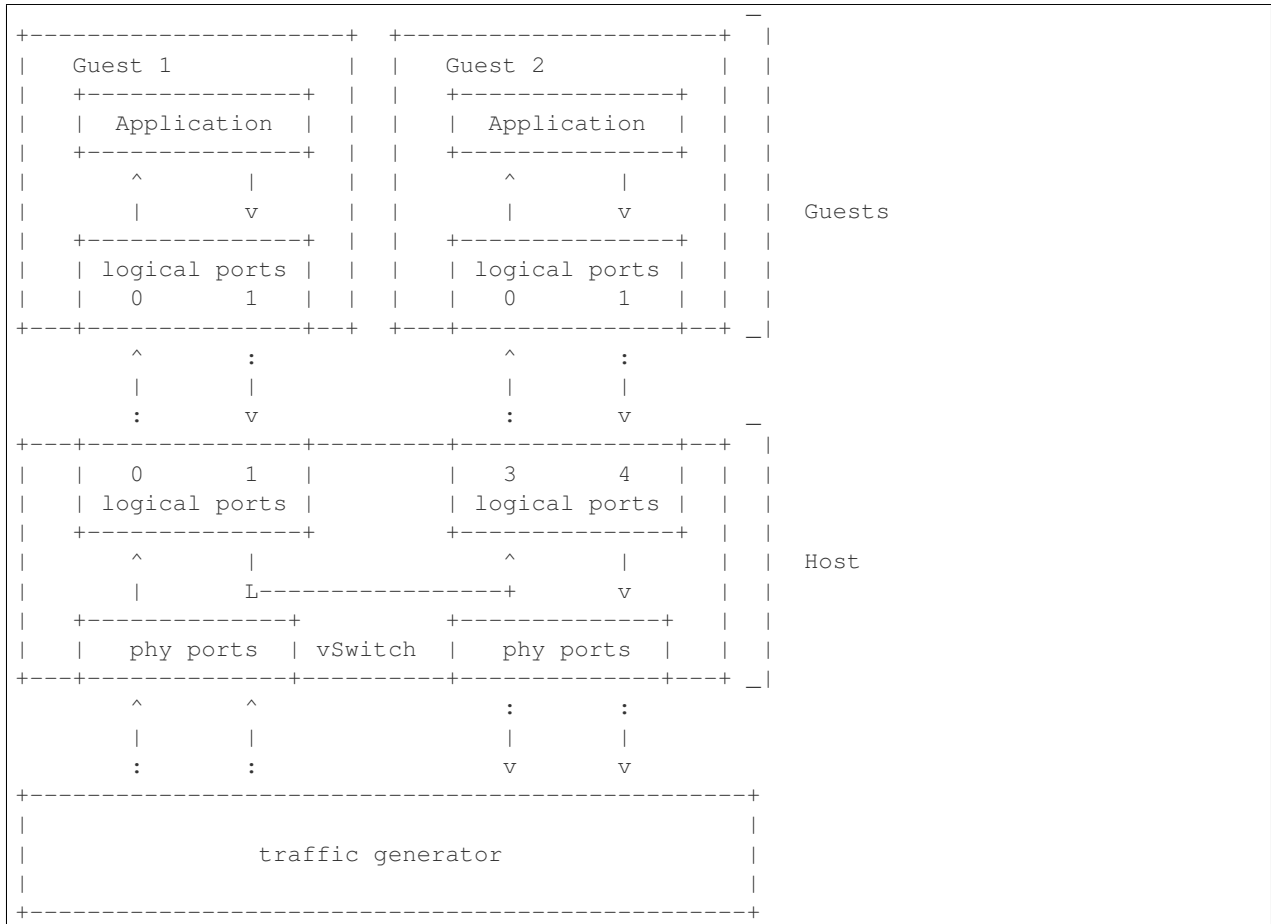 Guest 1 Guest 2
Application Application
Guests
logical ports logical ports
0 1 0 1
0 1 3 4
logical ports logical ports
Host
phy ports vSwitch phy ports
traffic generator